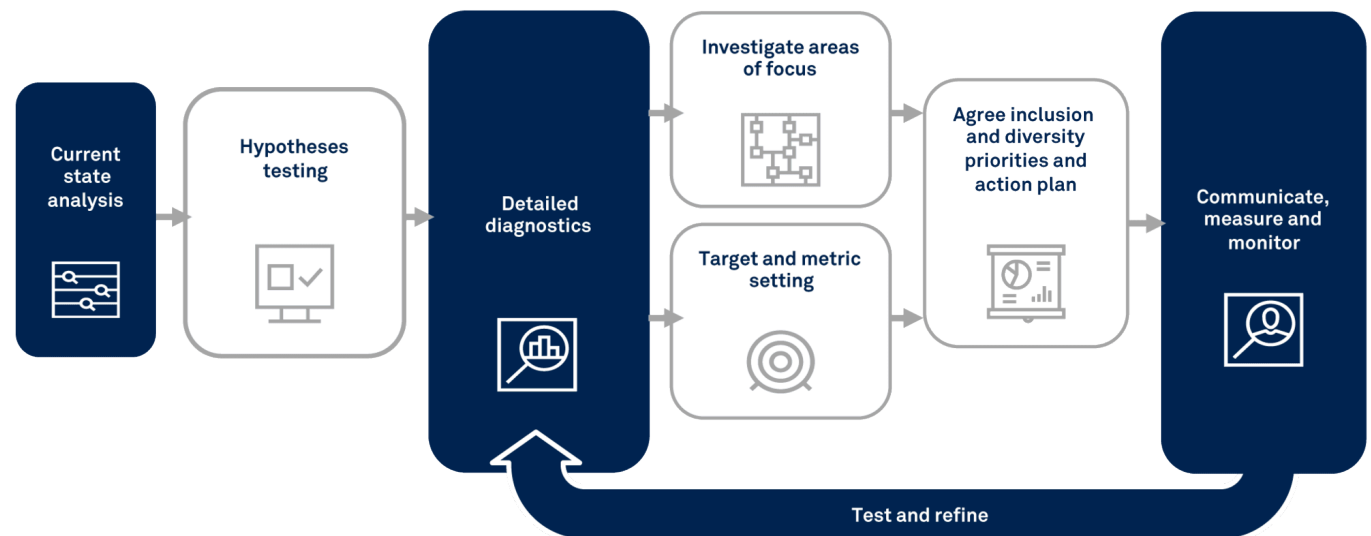 Current
state
analysis
Hypotheses
testing
Detailed
diagnostics
Investigate areas
of focus
Target and metric
setting
Agree inclusion
and diversity
priorities and
action plan
Communicate,
measure and
monitor
Test and refine